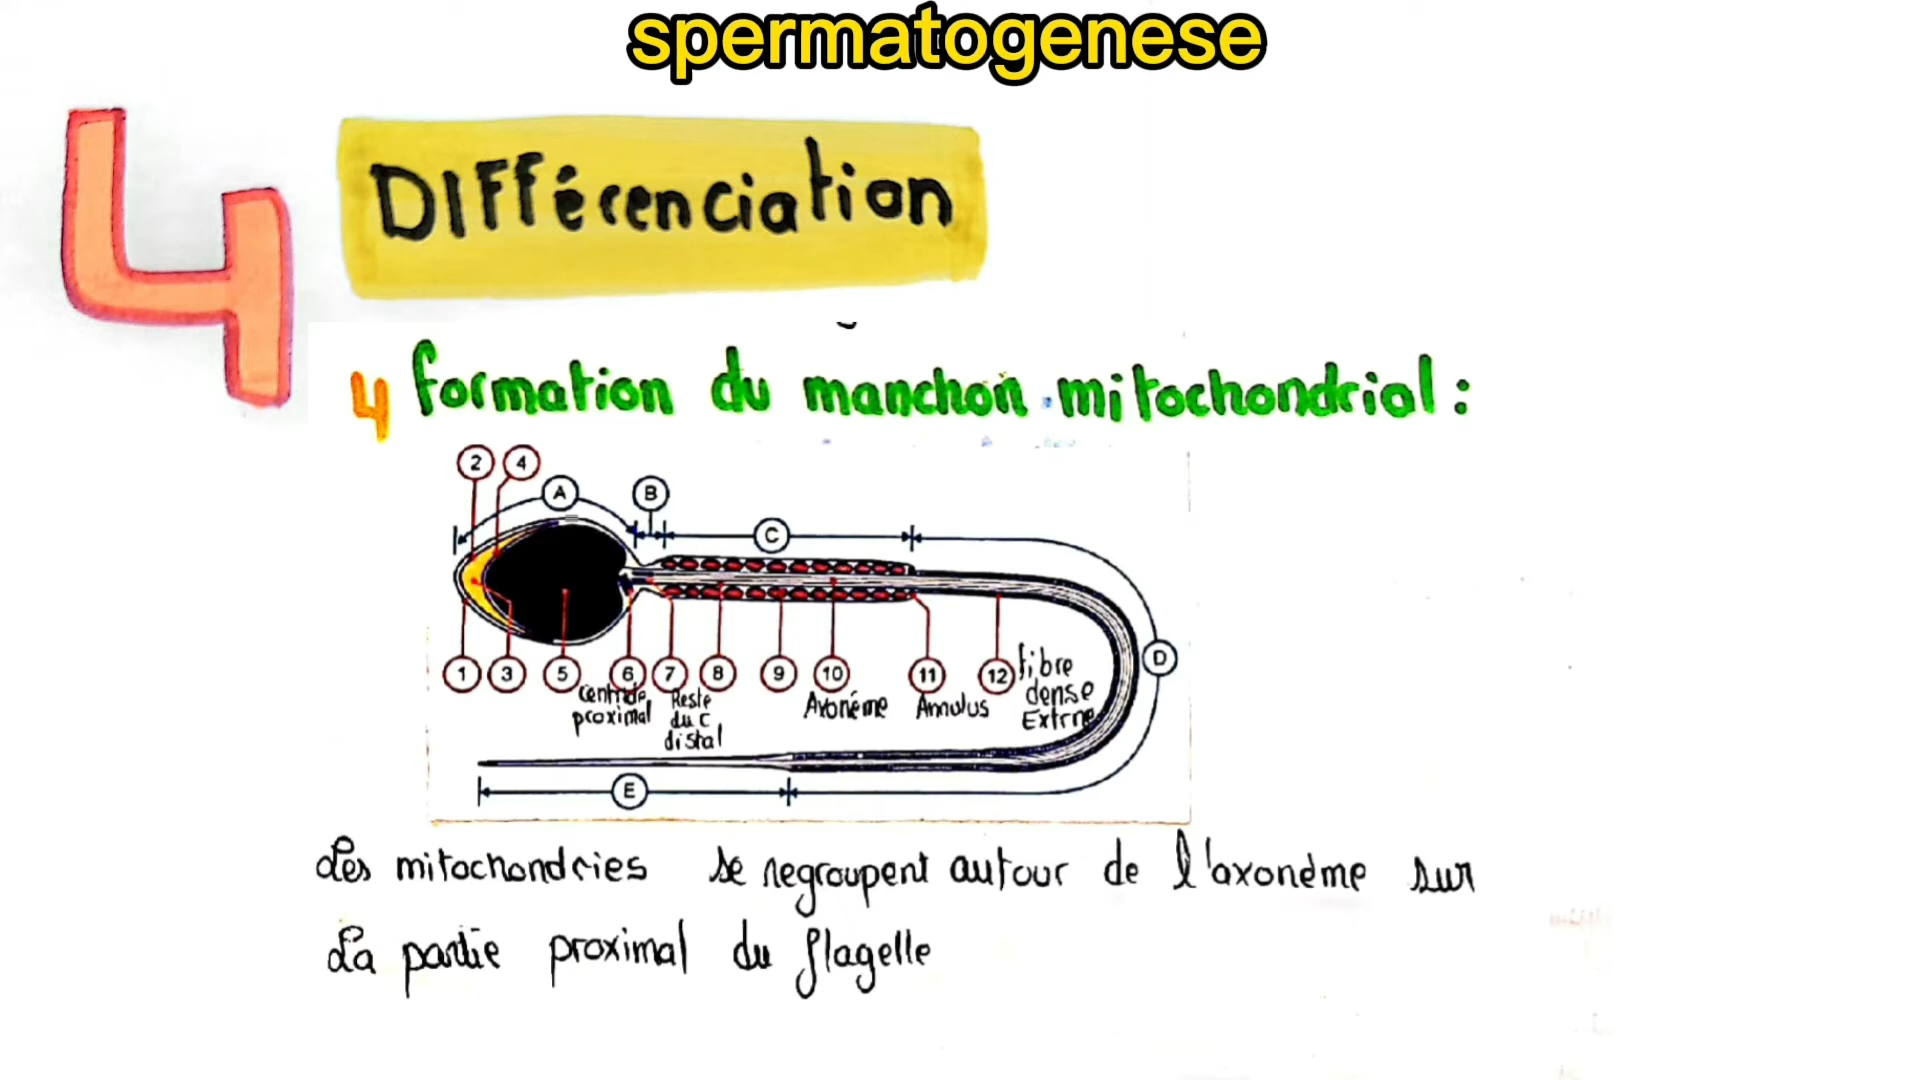 spermatogenese
4
Différenciation
4 formation du manchon mitochondrial :
2 4
A B
C
D
1 3 5 6 7 8 9 10 11 12
centriole proximal
Reste du c distal
Axonéme
Annulus
fibre dense Extrne
E
Les mitochondries se regroupent autour de l'axonème sur
La partie proximal du flagelle